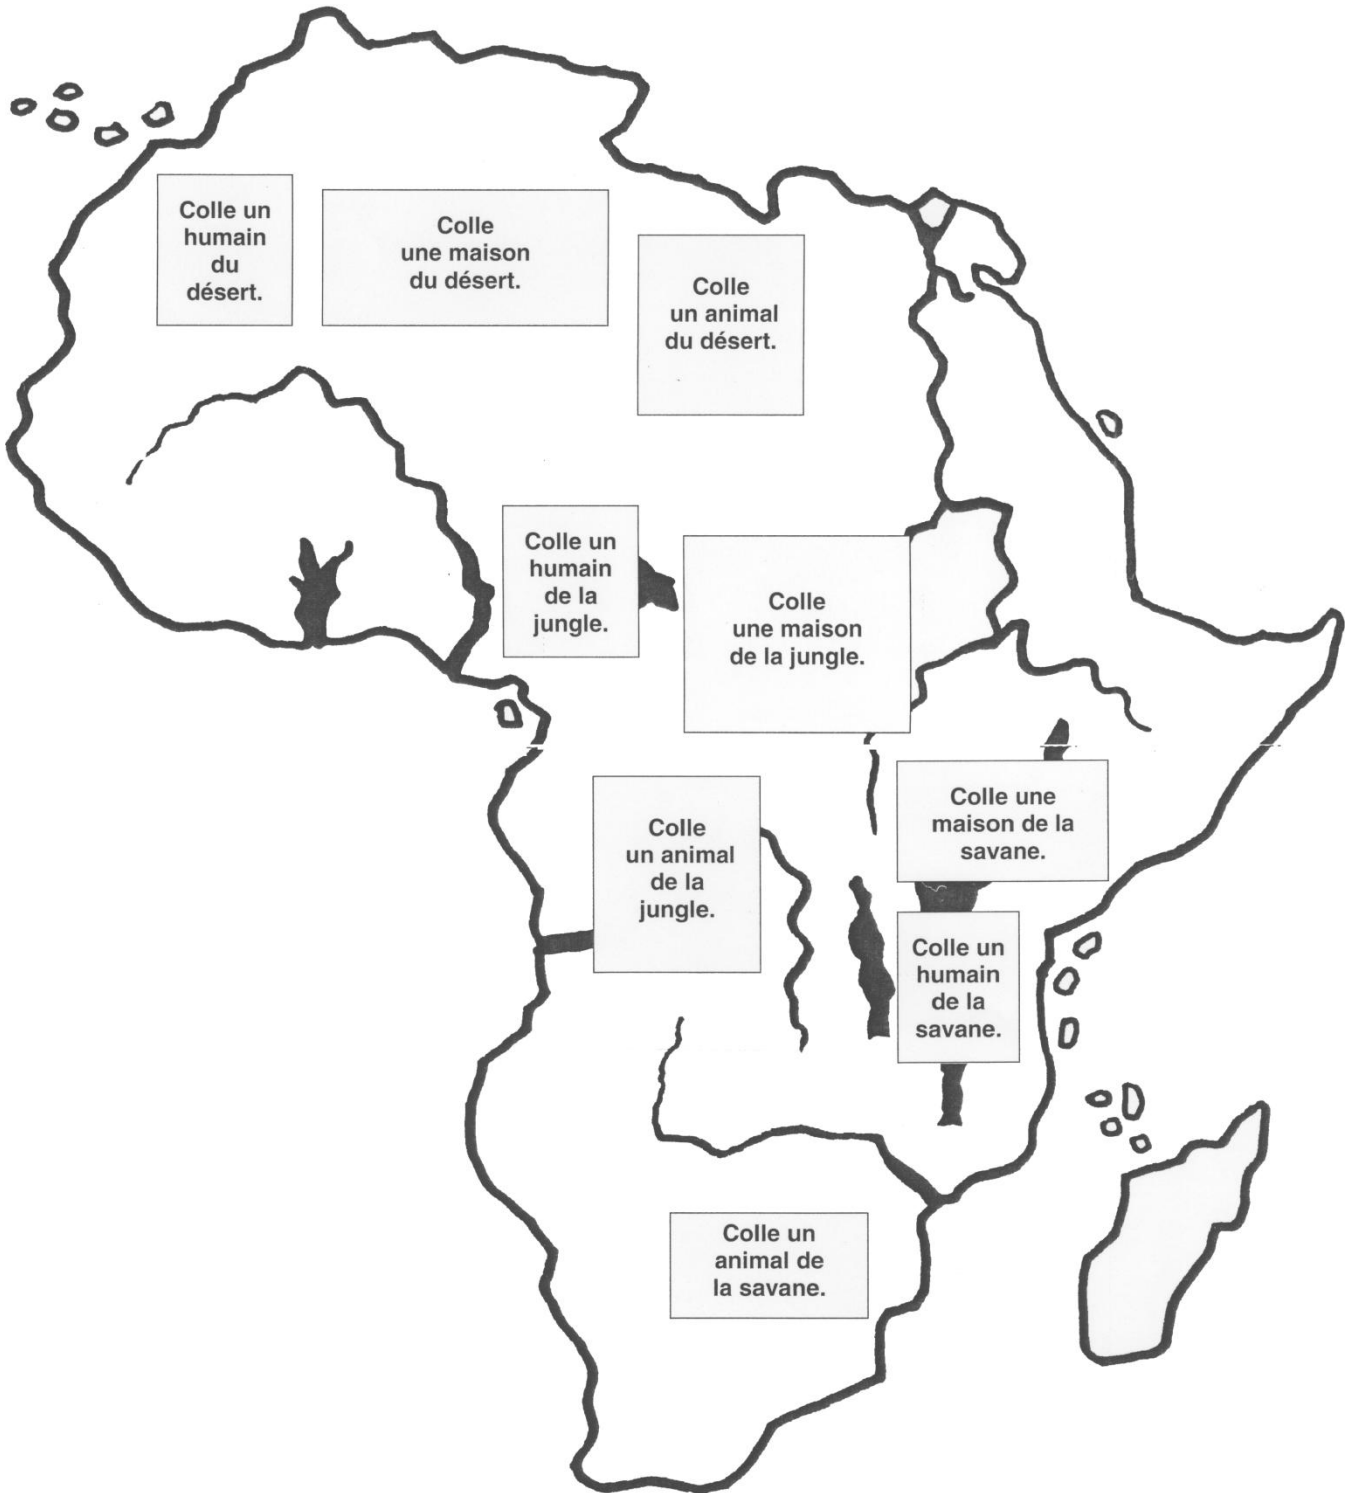 Colle un
humain
du
désert.
Colle
une maison
du désert.
Colle
un animal
du désert.
Colle un
humain
de la
jungle.
Colle
une maison
de la jungle.
Colle une
maison de la
savane.
Colle
un animal
de la
jungle.
Colle un
humain
de la
savane.
Colle un
animal de
la savane.